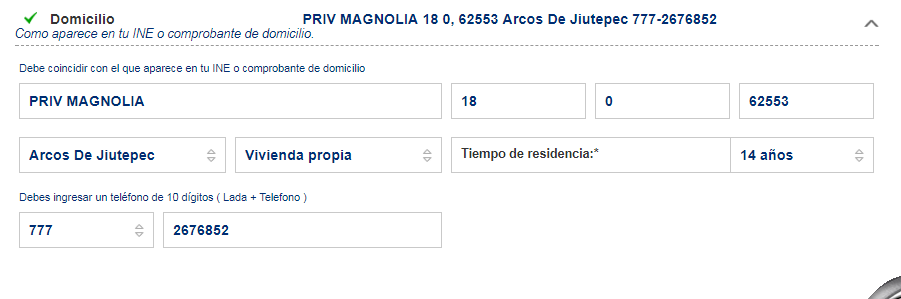 Domicilio PRIV MAGNOLIA 18 0, 62553 Arcos De Jiutepec 777-2676852
Como aparece en tu INE o comprobante de domicilio.
Debe coincidir con el que aparece en tu INE o comprobante de domicilio
PRIV MAGNOLIA 18 0 62553
Arcos De Jiutepec Vivienda propia Tiempo de residencia:* 14 años
Debes ingresar un teléfono de 10 dígitos ( Lada + Telefono )
777 2676852